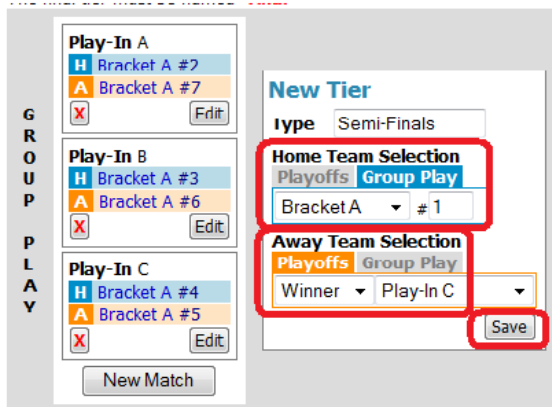 Play-In A
H Bracket A #2
A Bracket A #7
X Edit
Play-In B
H Bracket A #3
A Bracket A #6
X Edit
Play-In C
H Bracket A #4
A Bracket A #5
X Edit
New Match
GROUP PLAY
New Tier
Type Semi-Finals
Home Team Selection
Playoffs Group Play
Bracket A # 1
Away Team Selection
Playoffs Group Play
Winner Play-In C
Save